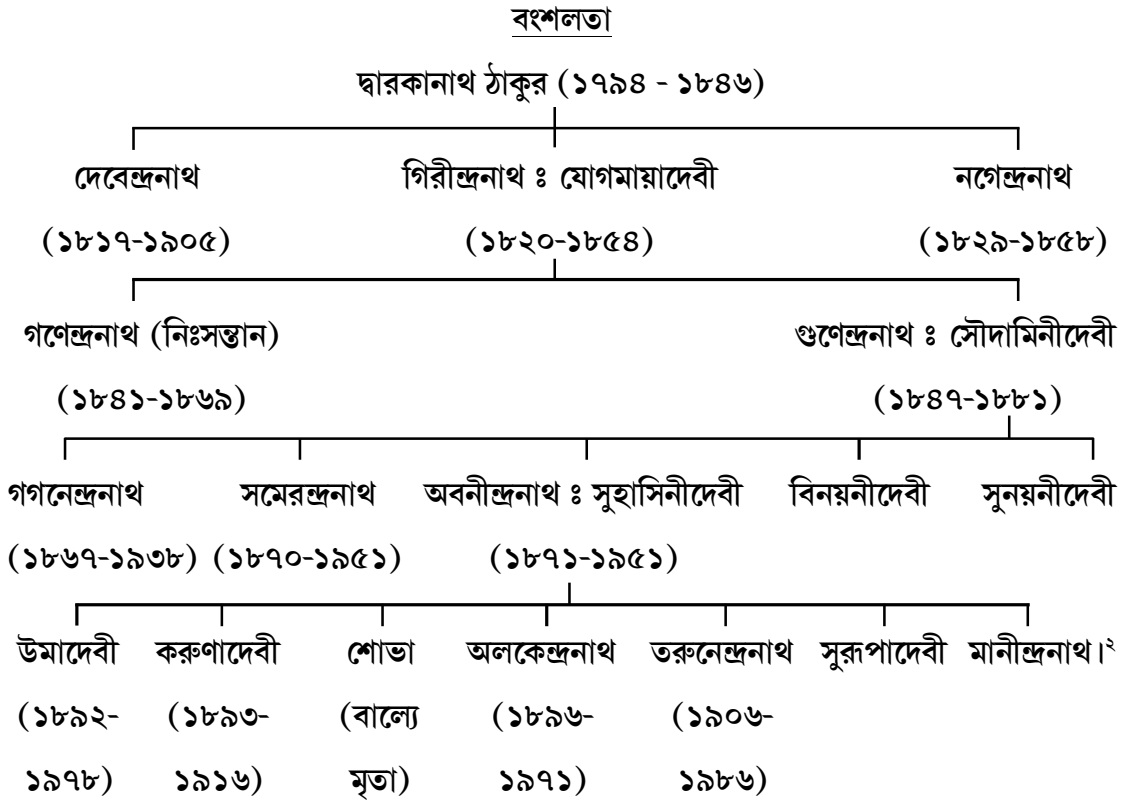 বংশলতা
দ্বারকানাথ ঠাকুর (১৭৯৪ - ১৮৪৬)
দেবেন্দ্রনাথ গিরীন্দ্রনাথ ঃ যোগমায়াদেবী নগেন্দ্রনাথ
(১৮১৭-১৯০৫) (১৮২০-১৮৫৪) (১৮২৯-১৮৫৮)
গণেন্দ্রনাথ (নিঃসন্তান) গুণেন্দ্রনাথ ঃ সৌদামিনীদেবী
(১৮৪১-১৮৬৯) (১৮৪৭-১৮৮১)
গগনেন্দ্রনাথ সমেরন্দ্রনাথ অবনীন্দ্রনাথ ঃ সুহাসিনীদেবী বিনয়নীদেবী সুনয়নীদেবী
(১৮৬৭-১৯৩৮) (১৮৭০-১৯৫১) (১৮৭১-১৯৫১)
উমাদেবী করুণাদেবী শোভা অলকেন্দ্রনাথ তরুনেন্দ্রনাথ সুরূপাদেবী মানীন্দ্রনাথ।২
(১৮৯২- (১৮৯৩- (বাল্যে (১৮৯৬- (১৯০৬-
১৯৭৮) ১৯১৬) মৃতা) ১৯৭১) ১৯৮৬)